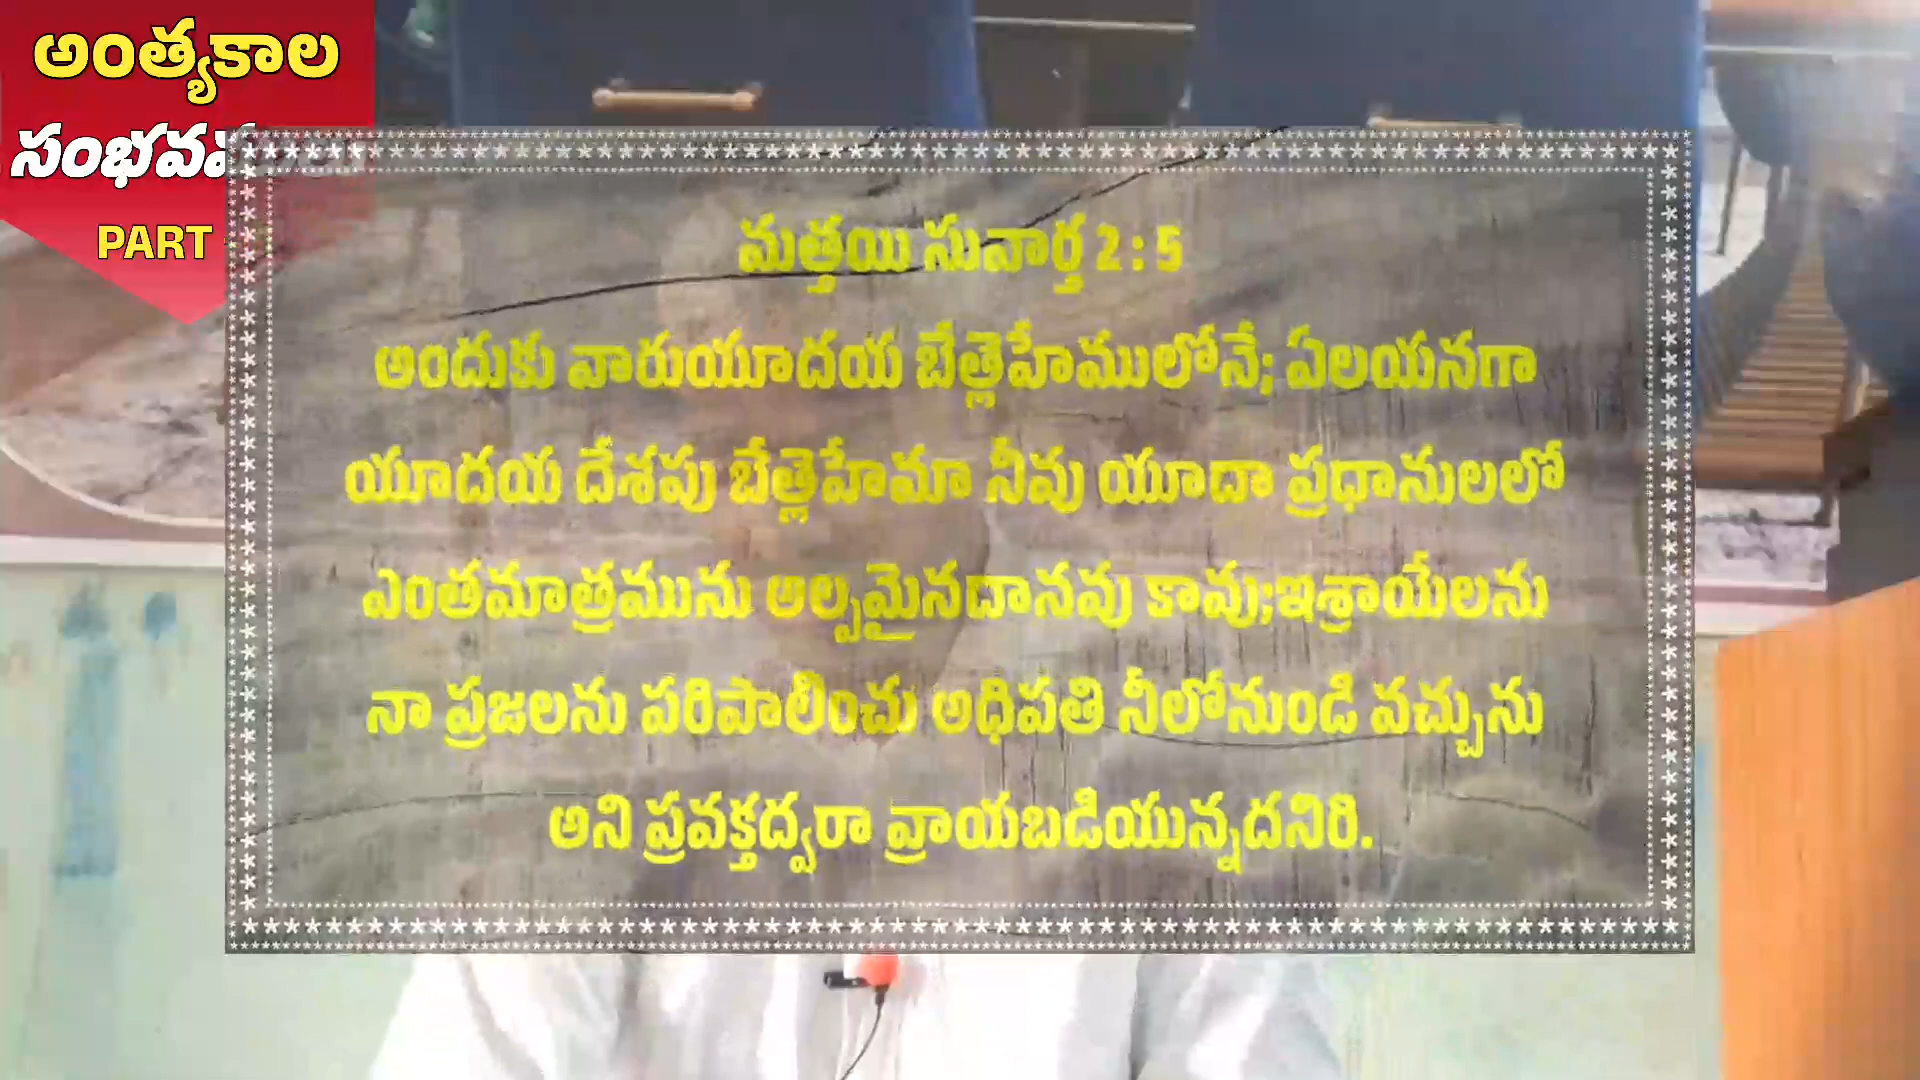 అంత్యకాల
PART
మత్తయి సువార్త 2 : 5
అందుకు వారుయూదయ బేత్లెహేములోనే; ఏలయనగా
యూదయ దేశపు బేత్లెహేమా నీవు యూదా ప్రధానులలో
ఎంతమాత్రమును అల్పమైనదానవు కావు;ఇశ్రాయేలను
నా ప్రజలను పరిపాలించు అధిపతి నీలోనుండి వచ్చును
అని ప్రవక్తద్వరా వ్రాయబడియున్నదనిరి.